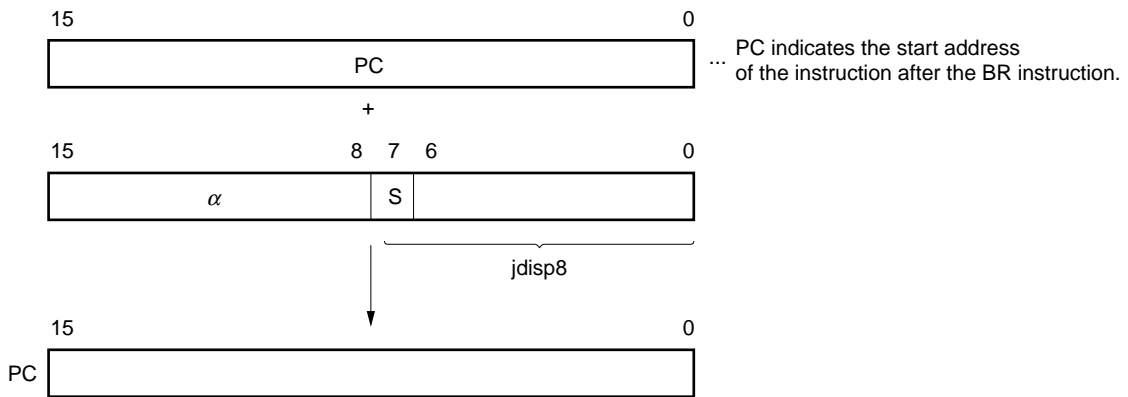 15 0
PC
... PC indicates the start address
of the instruction after the BR instruction.
+
15 8 7 6 0
α S
jdisp8
15 0
PC